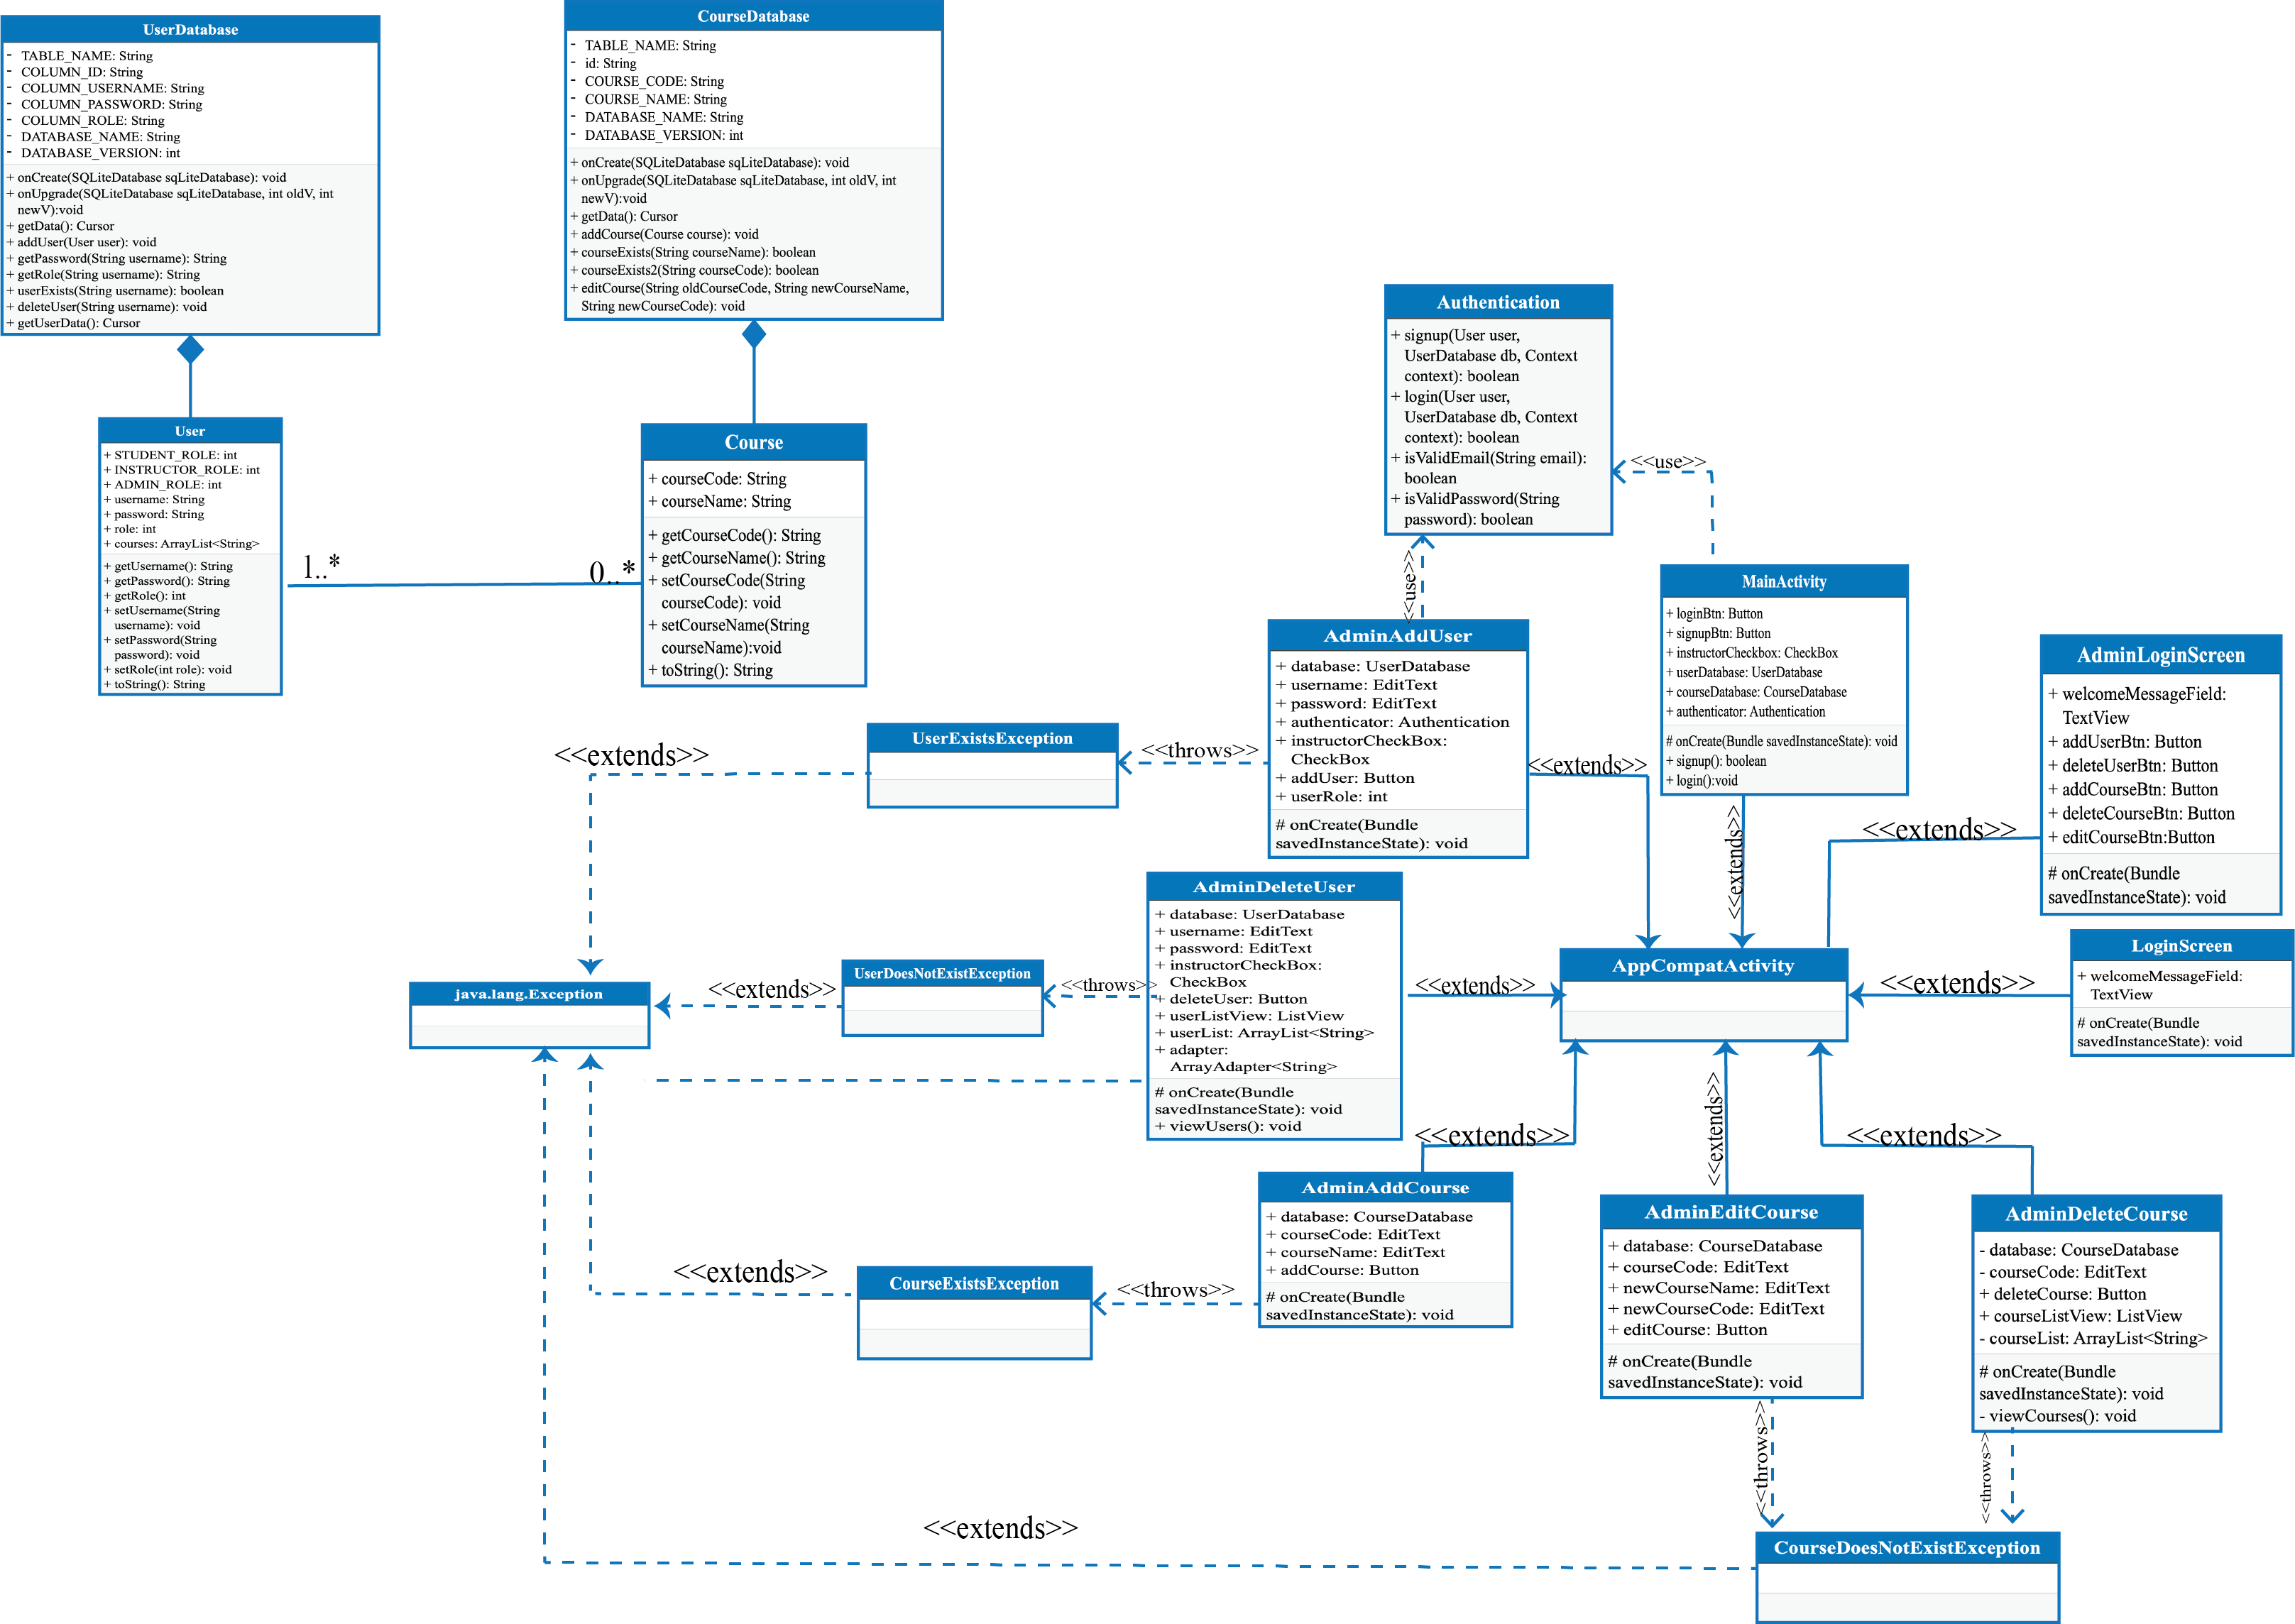 UserDatabase
- TABLE_NAME: String
- COLUMN_ID: String
- COLUMN_USERNAME: String
- COLUMN_PASSWORD: String
- COLUMN_ROLE: String
- DATABASE_NAME: String
- DATABASE_VERSION: int
+ onCreate(SQLiteDatabase sqLiteDatabase): void
+ onUpgrade(SQLiteDatabase sqLiteDatabase, int oldV, int
newV):void
+ getData(): Cursor
+ addUser(User user): void
+ getPassword(String username): String
+ getRole(String username): String
+ userExists(String username): boolean
+ deleteUser(String username): void
+ getUserData(): Cursor
CourseDatabase
- TABLE_NAME: String
- id: String
- COURSE_CODE: String
- COURSE_NAME: String
- DATABASE_NAME: String
- DATABASE_VERSION: int
+ onCreate(SQLiteDatabase sqLiteDatabase): void
+ onUpgrade(SQLiteDatabase sqLiteDatabase, int oldV, int
newV):void
+ getData(): Cursor
+ addCourse(Course course): void
+ courseExists(String courseName): boolean
+ courseExists2(String courseCode): boolean
+ editCourse(String oldCourseCode, String newCourseName,
String newCourseCode): void
User
+ STUDENT_ROLE: int
+ INSTRUCTOR_ROLE: int
+ ADMIN_ROLE: int
+ username: String
+ password: String
+ role: int
+ courses: ArrayList<String>
+ getUsername(): String
+ getPassword(): String
+ getRole(): int
+ setUsername(String
username): void
+ setPassword(String
password): void
+ setRole(int role): void
+ toString(): String
1..*
0..*
Course
+ courseCode: String
+ courseName: String
+ getCourseCode(): String
+ getCourseName(): String
+ setCourseCode(String
courseCode): void
+ setCourseName(String
courseName):void
+ toString(): String
Authentication
+ signup(User user,
UserDatabase db, Context
context): boolean
+ login(User user,
UserDatabase db, Context
context): boolean
+ isValidEmail(String email):
boolean
+ isValidPassword(String
password): boolean
<<use>>
<<use>>
MainActivity
+ loginBtn: Button
+ signupBtn: Button
+ instructorCheckbox: CheckBox
+ userDatabase: UserDatabase
+ courseDatabase: CourseDatabase
+ authenticator: Authentication
# onCreate(Bundle savedInstanceState): void
+ signup(): boolean
+ login():void
AdminAddUser
+ database: UserDatabase
+ username: EditText
+ password: EditText
+ authenticator: Authentication
+ instructorCheckBox:
CheckBox
+ addUser: Button
+ userRole: int
# onCreate(Bundle
savedInstanceState): void
AdminLoginScreen
+ welcomeMessageField:
TextView
+ addUserBtn: Button
+ deleteUserBtn: Button
+ addCourseBtn: Button
+ deleteCourseBtn: Button
+ editCourseBtn:Button
# onCreate(Bundle
savedInstanceState): void
<<extends>>
UserExistsException
<<throws>>
<<extends>>
<<extends>>
<<extends>>
AdminDeleteUser
+ database: UserDatabase
+ username: EditText
+ password: EditText
+ instructorCheckBox:
CheckBox
+ deleteUser: Button
+ userListView: ListView
+ userList: ArrayList<String>
+ adapter:
ArrayAdapter<String>
# onCreate(Bundle
savedInstanceState): void
+ viewUsers(): void
java.lang.Exception
<<extends>>
UserDoesNotExistException
<<throws>>
<<extends>>
AppCompatActivity
<<extends>>
LoginScreen
+ welcomeMessageField:
TextView
# onCreate(Bundle
savedInstanceState): void
<<extends>>
<<extends>>
<<extends>>
AdminAddCourse
+ database: CourseDatabase
+ courseCode: EditText
+ courseName: EditText
+ addCourse: Button
# onCreate(Bundle
savedInstanceState): void
<<extends>>
CourseExistsException
<<throws>>
AdminEditCourse
+ database: CourseDatabase
+ courseCode: EditText
+ newCourseName: EditText
+ newCourseCode: EditText
+ editCourse: Button
# onCreate(Bundle
savedInstanceState): void
AdminDeleteCourse
- database: CourseDatabase
- courseCode: EditText
+ deleteCourse: Button
+ courseListView: ListView
- courseList: ArrayList<String>
# onCreate(Bundle
savedInstanceState): void
- viewCourses(): void
<<throws>>
<<throws>>
<<extends>>
CourseDoesNotExistException